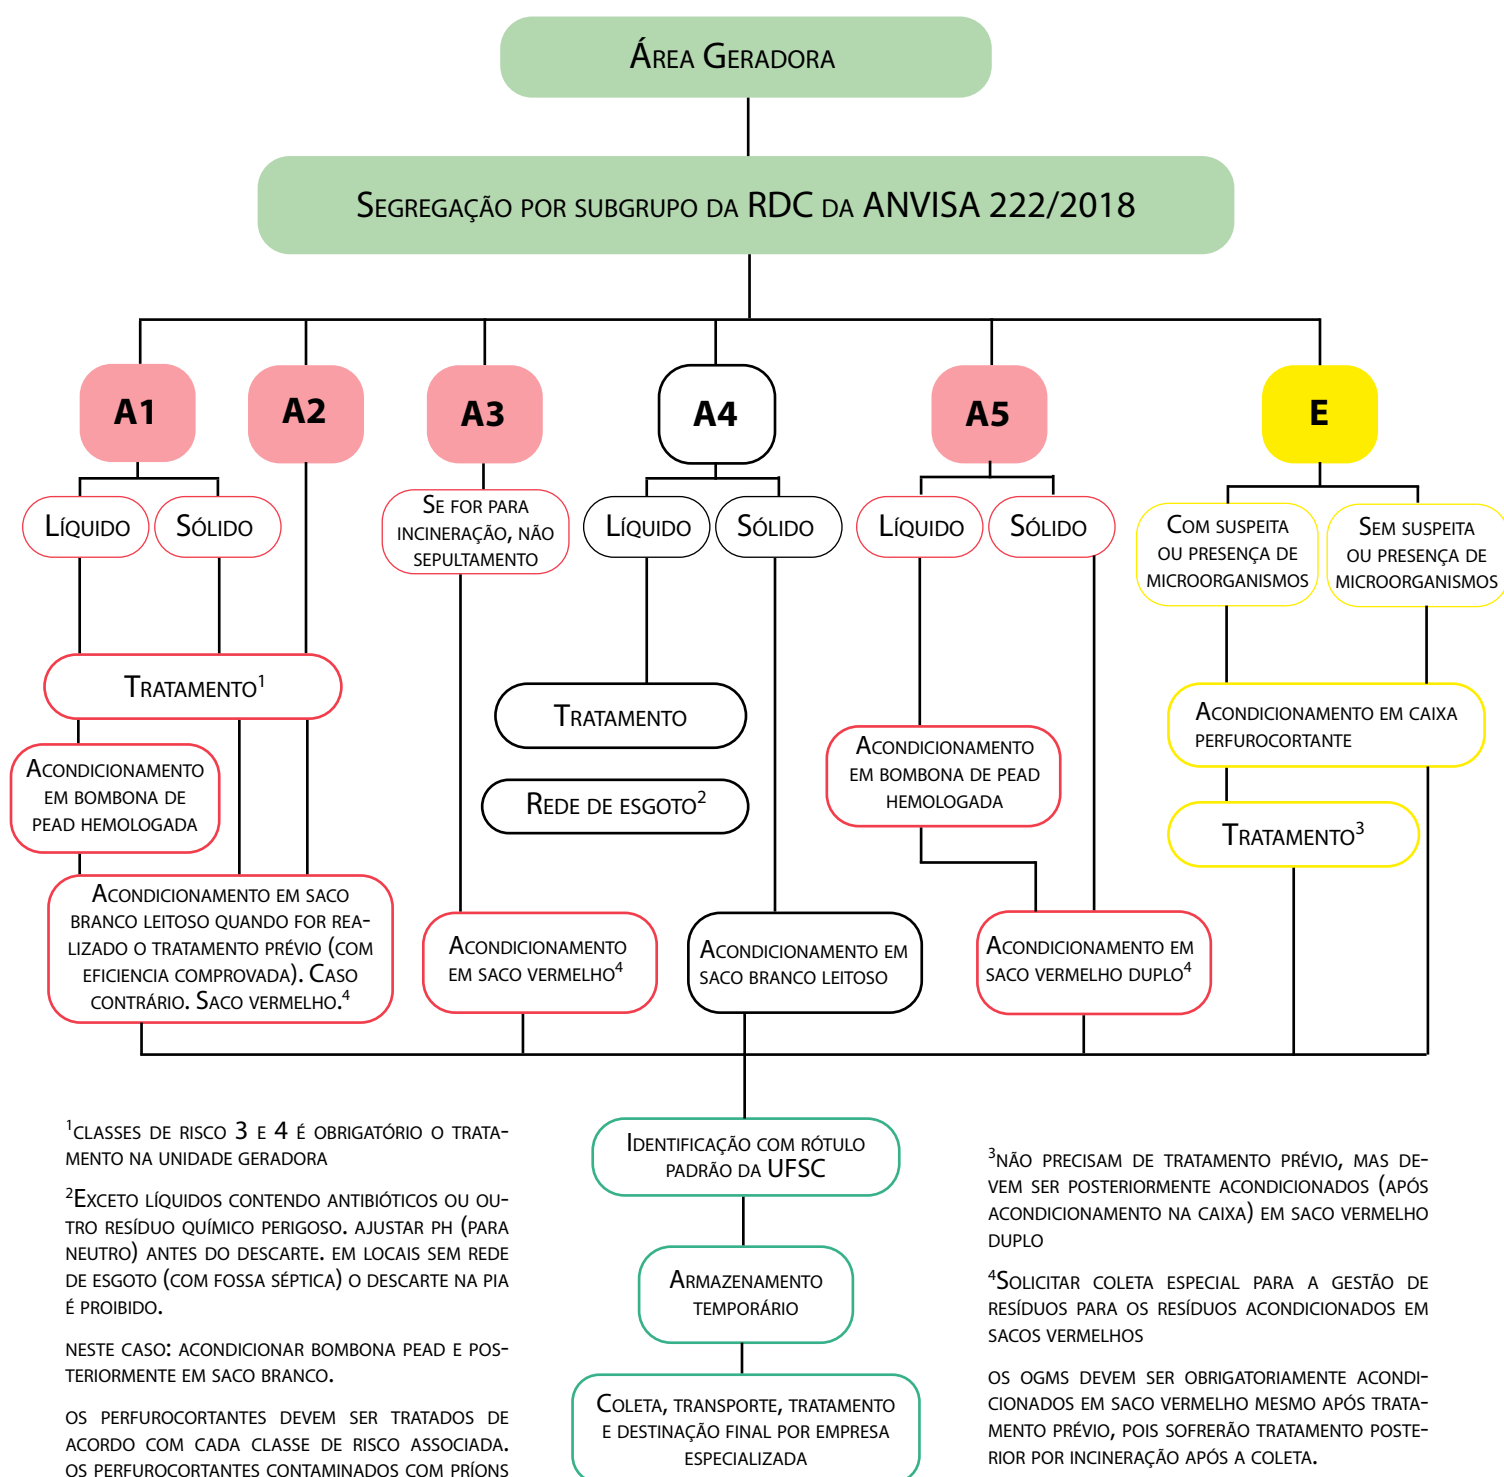 Área Geradora
Segregação por subgrupo da RDC da ANVISA 222/2018
A1
A2
A3
A4
A5
E
Líquido
Sólido
Se for para
incineração, não
sepultamento
Líquido
Sólido
Líquido
Sólido
Com suspeita
ou presença de
microorganismos
Sem suspeita
ou presença de
microorganismos
Tratamento¹
Tratamento
Acondicionamento em caixa
perfurocortante
Acondicionamento
em bombona de
PEAD hemologada
Rede de esgoto²
Acondicionamento
em bombona de PEAD
hemologada
Tratamento³
Acondicionamento em saco
branco leitoso quando for rea-
lizado o tratamento prévio (com
eficiencia comprovada). Caso
contrário. Saco vermelho.⁴
Acondicionamento
em saco vermelho⁴
Acondicionamento em
saco branco leitoso
Acondicionamento em
saco vermelho duplo⁴
Identificação com rótulo
padrão da UFSC
Armazenamento
temporário
Coleta, transporte, tratamento
e destinação final por empresa
especializada
¹classes de risco 3 e 4 é obrigatório o trata-
mento na unidade geradora
²Exceto líquidos contendo antibióticos ou ou-
tro resíduo químico perigoso. ajustar ph (para
neutro) antes do descarte. em locais sem rede
de esgoto (com fossa séptica) o descarte na pia
é proibido.
neste caso: acondicionar bombona pead e pos-
teriormente em saco branco.
os perfurocortantes devem ser tratados de
acordo com cada classe de risco associada.
os perfurocortantes contaminados com príons
³não precisam de tratamento prévio, mas de-
vem ser posteriormente acondicionados (após
acondicionamento na caixa) em saco vermelho
duplo
⁴Solicitar coleta especial para a gestão de
resíduos para os resíduos acondicionados em
sacos vermelhos
os ogms devem ser obrigatoriamente acondi-
cionados em saco vermelho mesmo após trata-
mento prévio, pois sofrerão tratamento poste-
rior por incineração após a coleta.